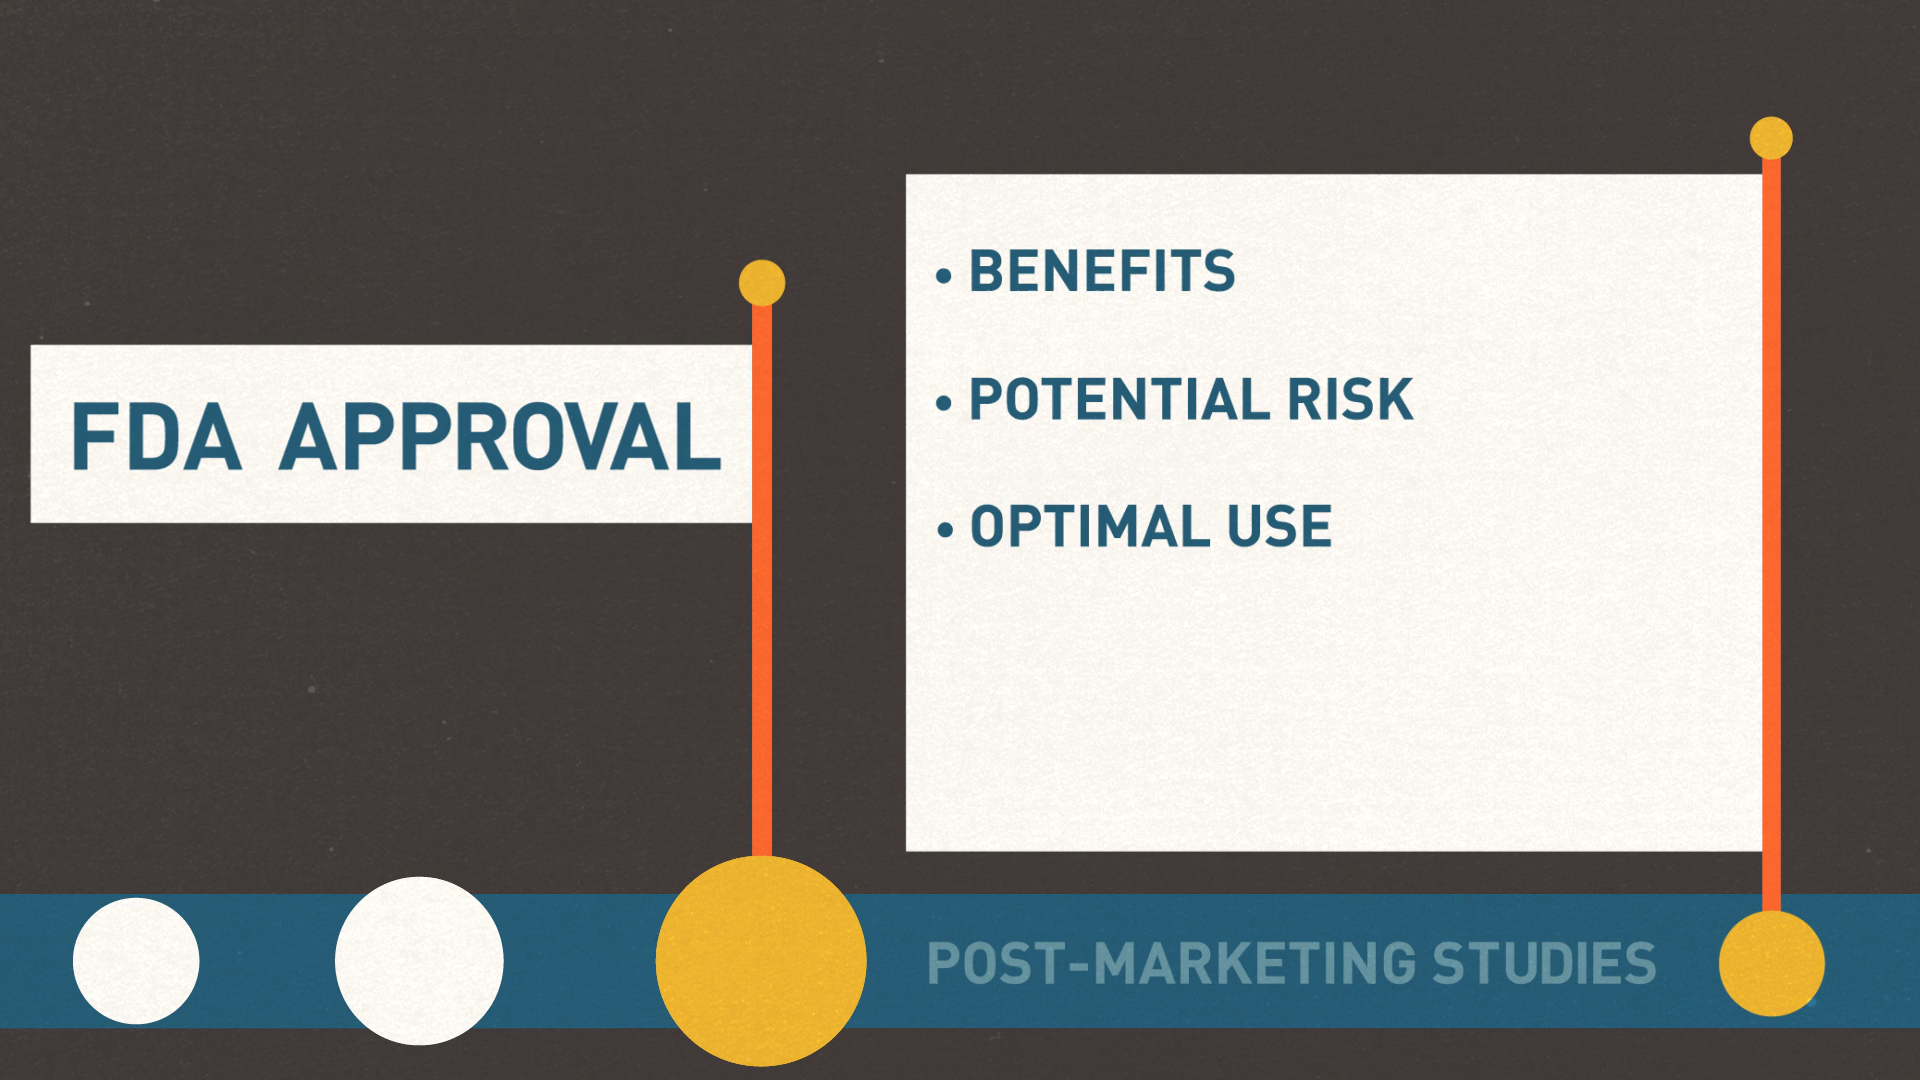 FDA APPROVAL
• BENEFITS
• POTENTIAL RISK
• OPTIMAL USE
POST-MARKETING STUDIES